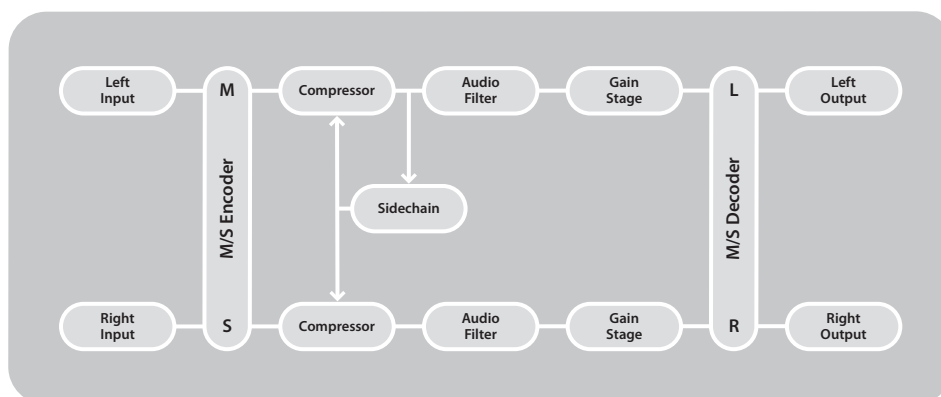 Left
Input
M
Compressor
Audio
Filter
Gain
Stage
L
Left
Output
M/S Encoder
Sidechain
M/S Decoder
Right
Input
S
Compressor
Audio
Filter
Gain
Stage
R
Right
Output